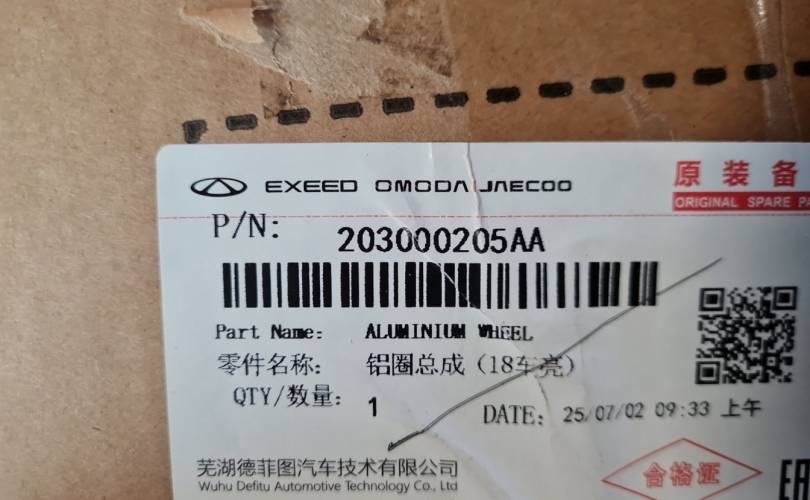 EXEED OMODA JAECOO
原装备
ORIGINAL SPARE PA
P/N: 203000205AA
Part Name: ALUMINIUM WHEEL
零件名称: 铝圈总成(18车亮)
QTY/数量: 1
DATE: 25/07/02 09:33 上午
芜湖德菲图汽车技术有限公司
Wuhu Defitu Automotive Technology Co., Ltd
合格证